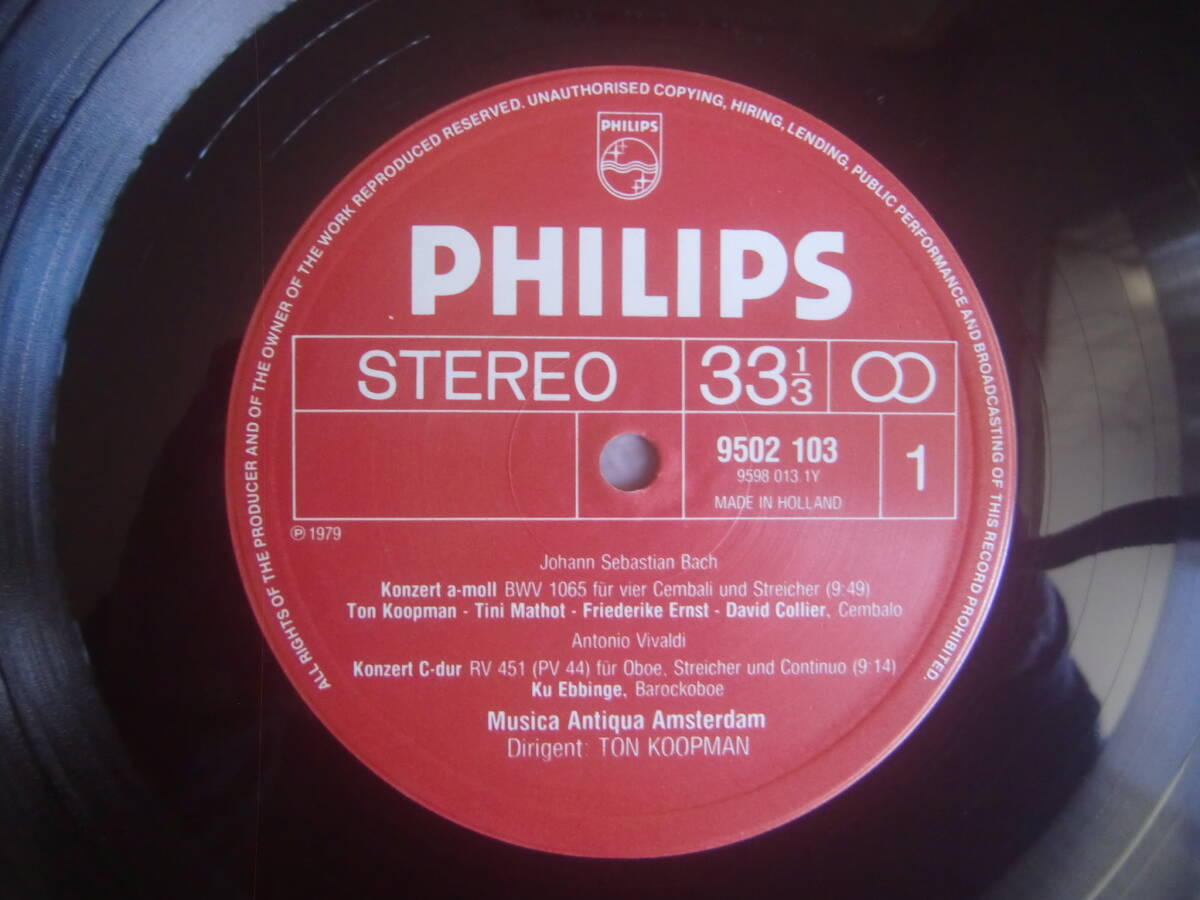 ALL RIGHTS OF THE PRODUCER AND OF THE OWNER OF THE WORK REPRODUCED RESERVED. UNAUTHORISED COPYING, HIRING, LENDING, PUBLIC PERFORMANCE AND BROADCASTING OF THIS RECORD PROHIBITED.
PHILIPS
PHILIPS
STEREO 33 1/3
9502 103 1
9598 013 1Y
MADE IN HOLLAND
Ⓟ 1979
Johann Sebastian Bach
Konzert a-moll BWV 1065 für vier Cembali und Streicher (9:49)
Ton Koopman - Tini Mathot - Friederike Ernst - David Collier, Cembalo
Antonio Vivaldi
Konzert C-dur RV 451 (PV 44) für Oboe, Streicher und Continuo (9:14)
Ku Ebbinge, Barockoboe
Musica Antiqua Amsterdam
Dirigent: TON KOOPMAN